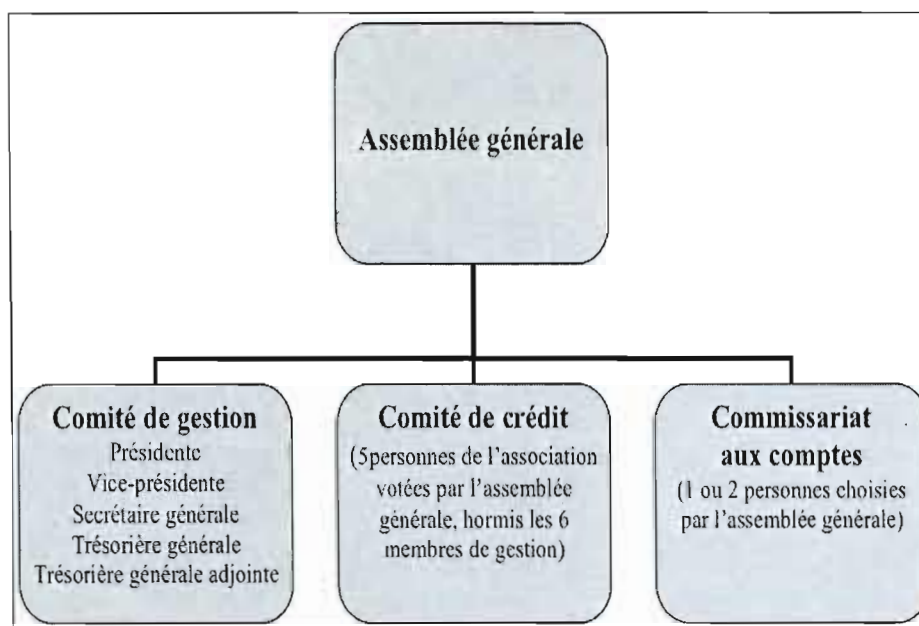 Assemblée générale
Comité de gestion
Présidente
Vice-présidente
Secrétaire générale
Trésorière générale
Trésorière générale adjointe
Comité de crédit
(5personnes de l'association
votées par l'assemblée
générale, hormis les 6
membres de gestion)
Commissariat
aux comptes
(1 ou 2 personnes choisies
par l'assemblée générale)